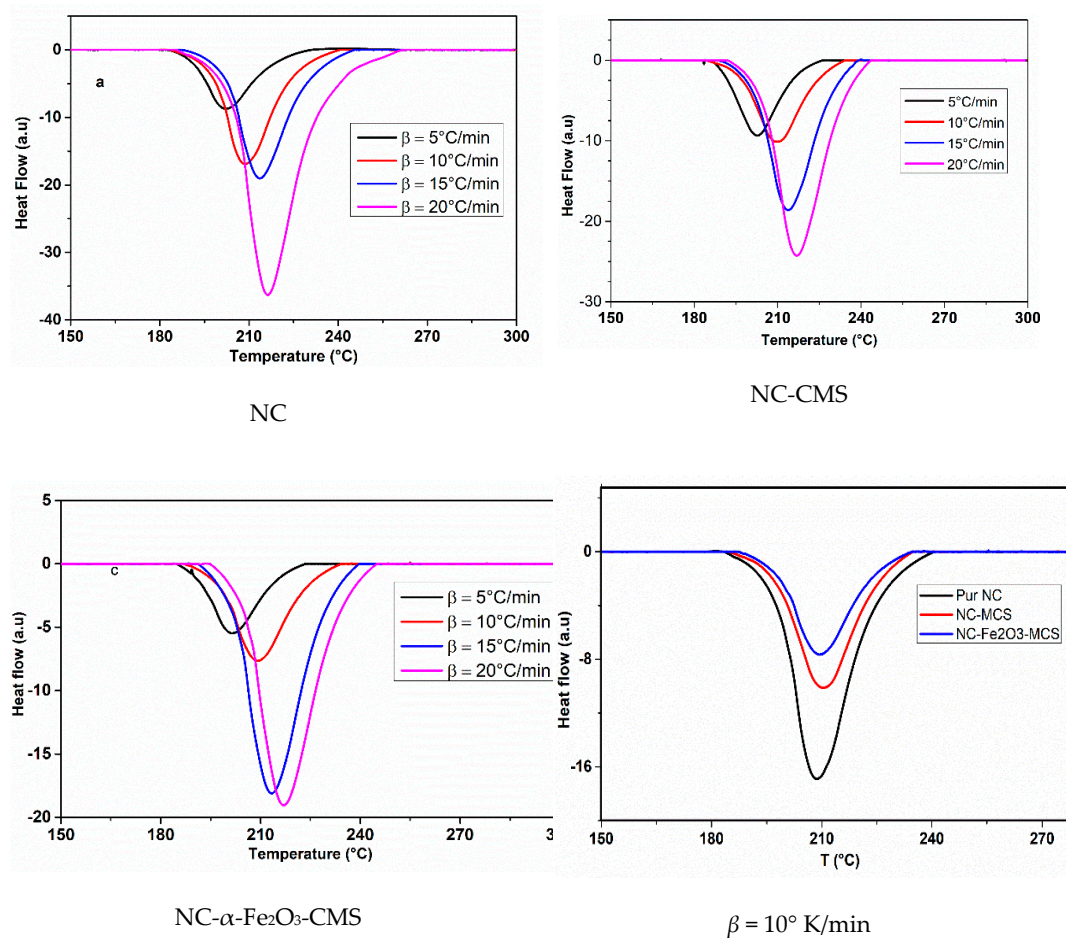 0
-10
-20
-30
-40
150
180
210
240
270
300
Heat Flow (a.u)
Temperature (°C)
a
β = 5°C/min
β = 10°C/min
β = 15°C/min
β = 20°C/min
NC
0
-10
-20
-30
150
180
210
240
270
300
Heat Flow (a.u)
Temperature (°C)
5°C/min
10°C/min
15°C/min
20°C/min
NC-CMS
5
0
-5
-10
-15
-20
150
180
210
240
270
Heat flow (a.u)
Temperature (°C)
c
β = 5°C/min
β = 10°C/min
β = 15°C/min
β = 20°C/min
NC-α-Fe₂O₃-CMS
0
-8
-16
150
180
210
240
270
Heat flow (a.u)
T (°C)
Pur NC
NC-MCS
NC-Fe2O3-MCS
β = 10° K/min